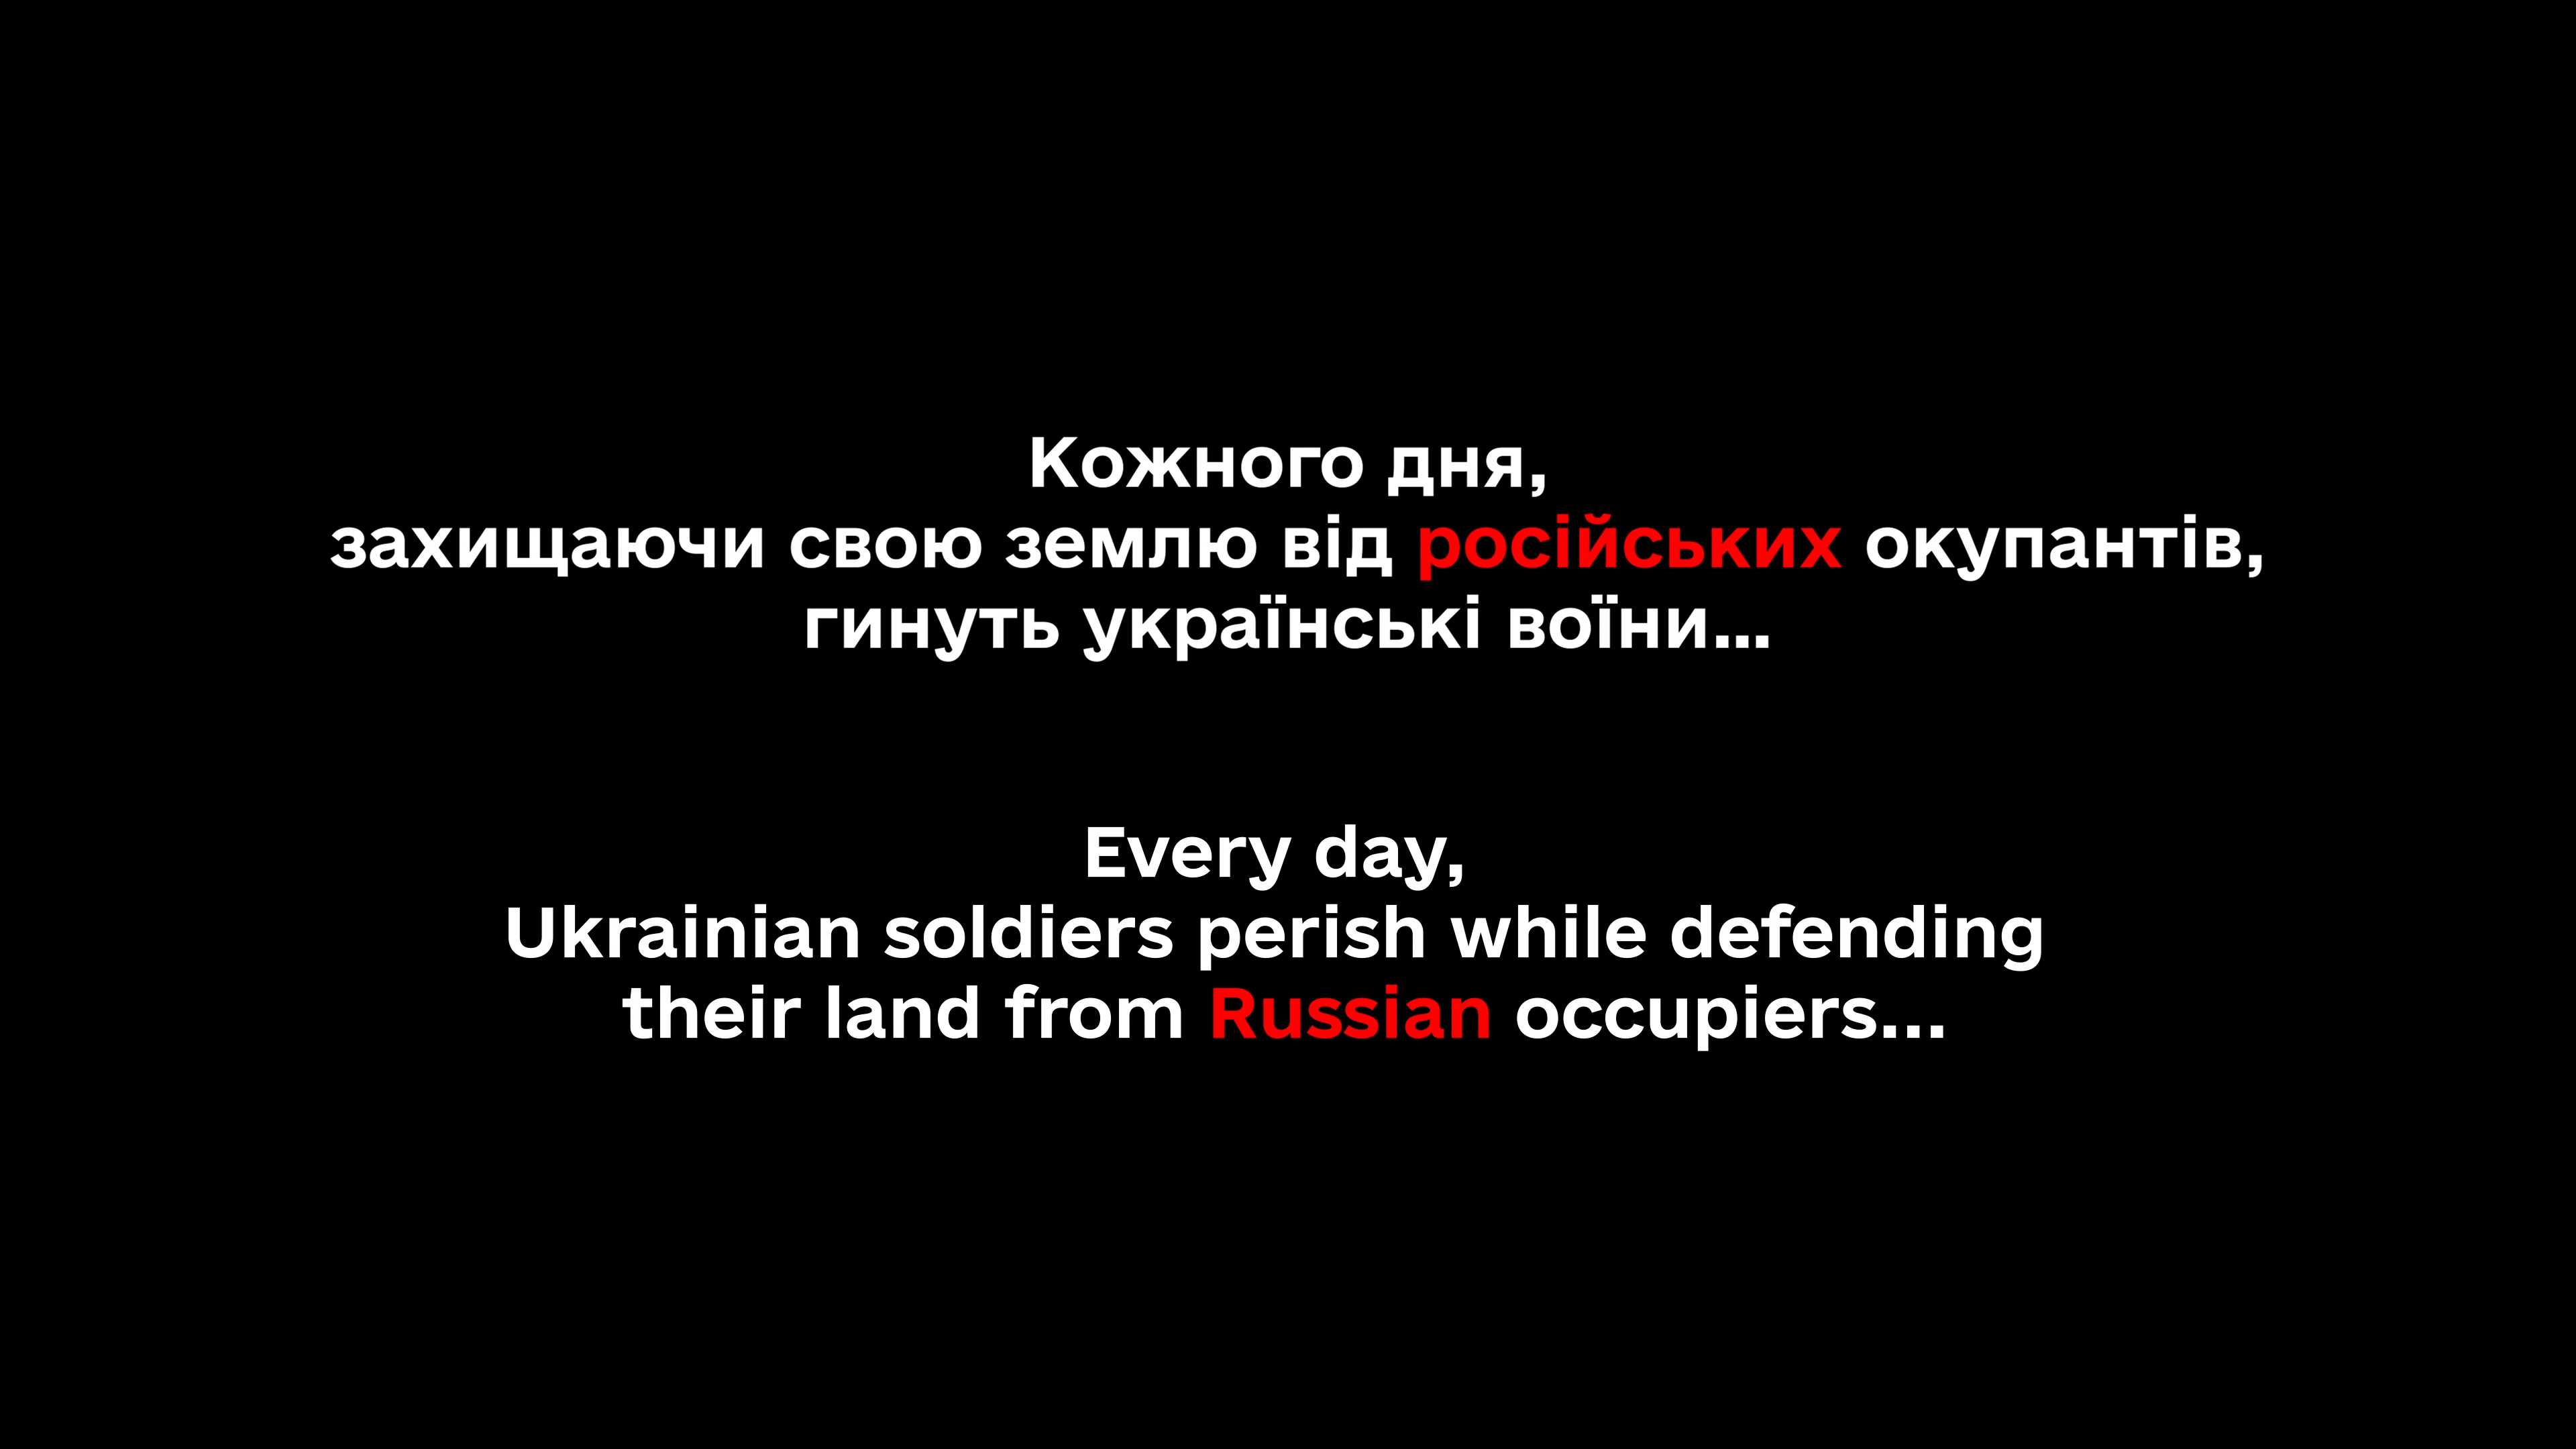 Кожного дня,
захищаючи свою землю від російських окупантів,
гинуть українські воїни...
Every day,
Ukrainian soldiers perish while defending
their land from Russian occupiers...